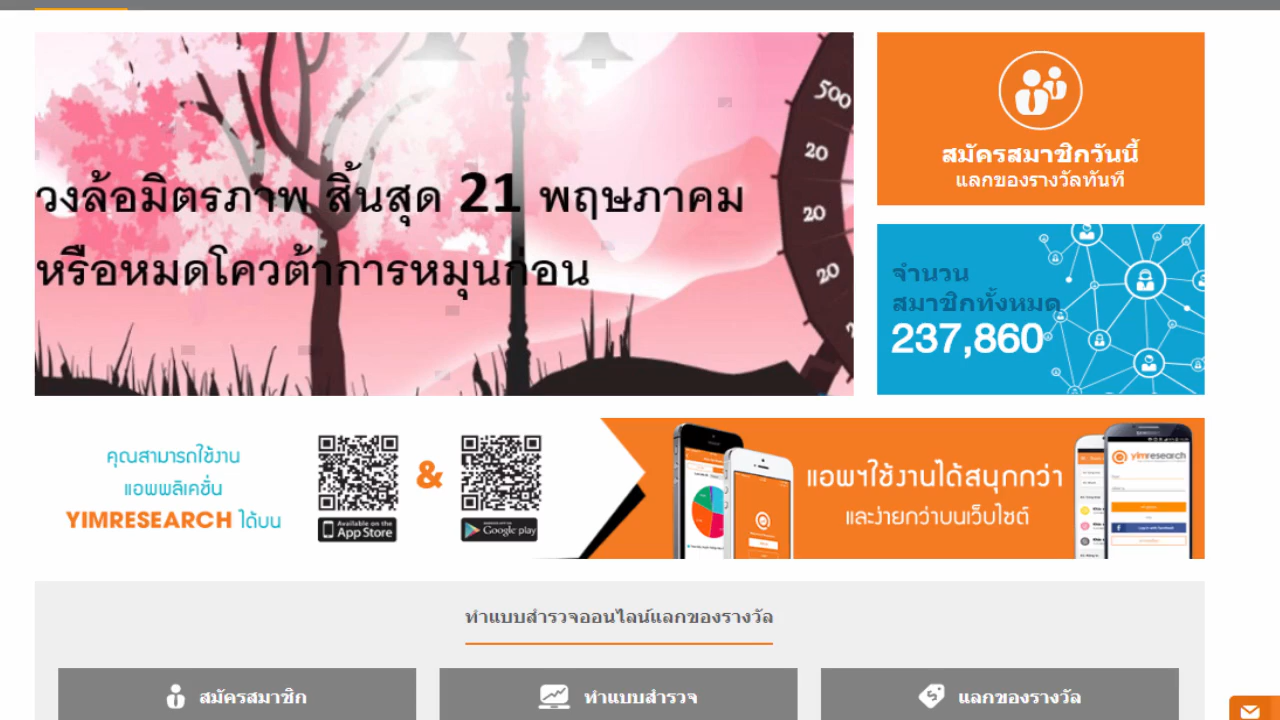 วงล้อมิตรภาพ สิ้นสุด 21 พฤษภาคม
หรือหมดโควต้าการหมุนก่อน
500
20
20
20
สมัครสมาชิกวันนี้
แลกของรางวัลทันที
จำนวน
สมาชิกทั้งหมด
237,860
คุณสามารถใช้งาน
แอพพลิเคชั่น
YIMRESEARCH ได้บน
Available on the
App Store
&
Google play
แอพฯใช้งานได้สนุกกว่า
และง่ายกว่าบนเว็บไซต์
yimresearch
ทำแบบสำรวจออนไลน์แลกของรางวัล
สมัครสมาชิก
ทำแบบสำรวจ
แลกของรางวัล